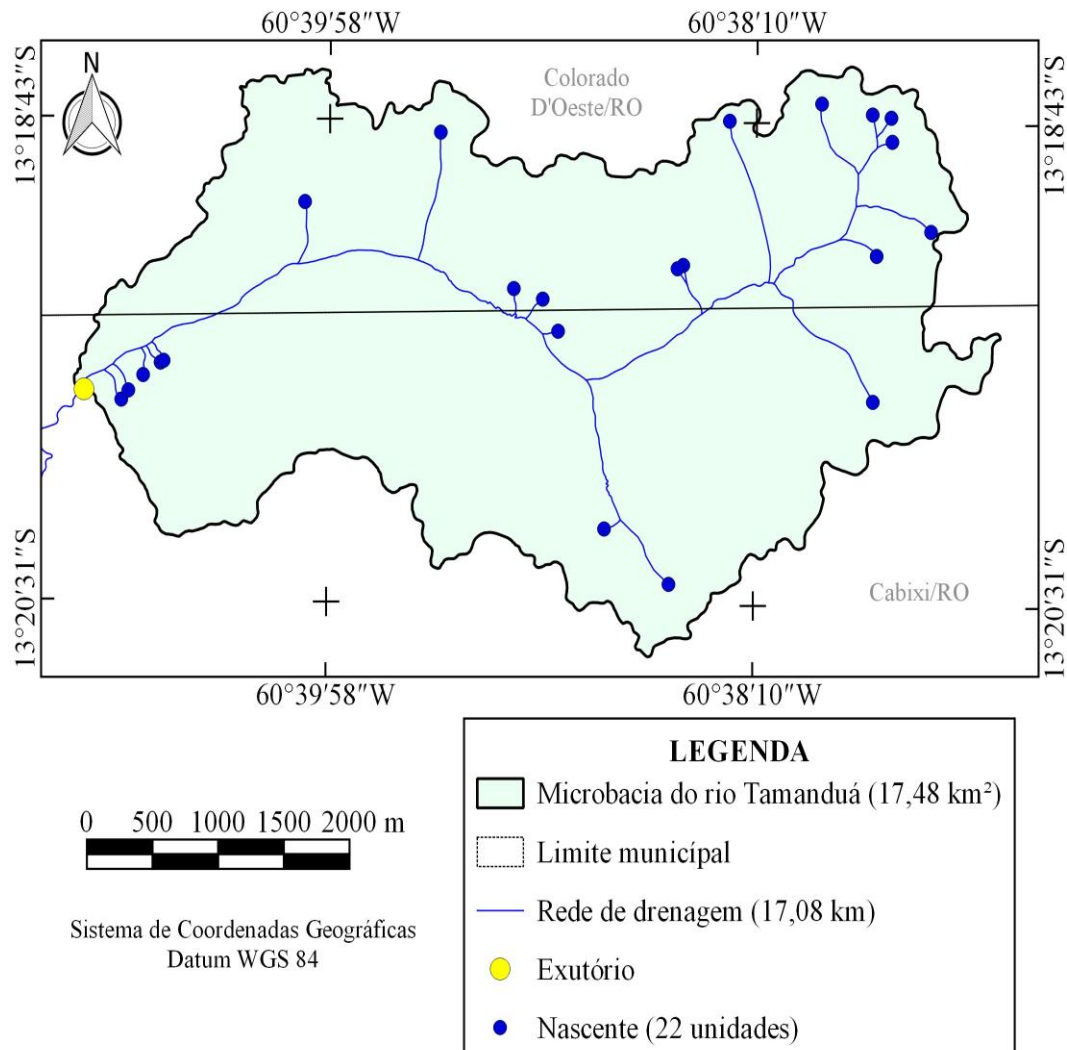 60°39'58"W 60°38'10"W
N
Colorado
D'Oeste/RO
13°18'43"S
13°18'43"S
13°20'31"S
13°20'31"S
Cabixi/RO
60°39'58"W 60°38'10"W
0 500 1000 1500 2000 m
Sistema de Coordenadas Geográficas
Datum WGS 84
LEGENDA
Microbacia do rio Tamanduá (17,48 km²)
Limite municípal
Rede de drenagem (17,08 km)
Exutório
Nascente (22 unidades)